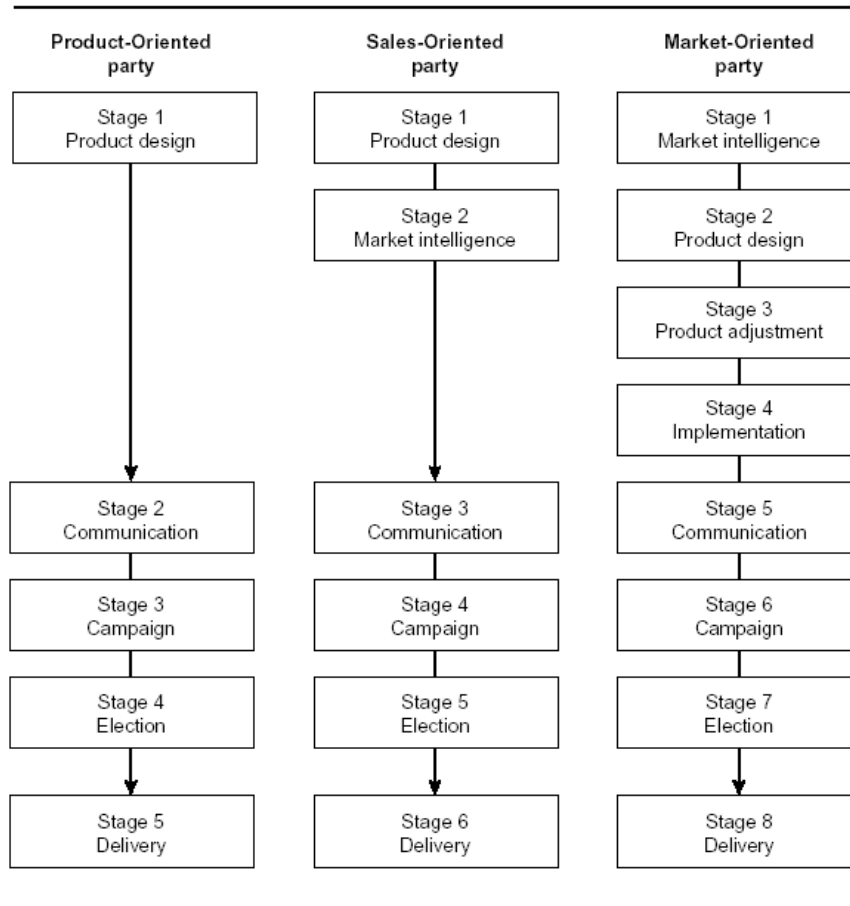 Product-Oriented
party
Stage 1
Product design
Stage 2
Communication
Stage 3
Campaign
Stage 4
Election
Stage 5
Delivery
Sales-Oriented
party
Stage 1
Product design
Stage 2
Market intelligence
Stage 3
Communication
Stage 4
Campaign
Stage 5
Election
Stage 6
Delivery
Market-Oriented
party
Stage 1
Market intelligence
Stage 2
Product design
Stage 3
Product adjustment
Stage 4
Implementation
Stage 5
Communication
Stage 6
Campaign
Stage 7
Election
Stage 8
Delivery